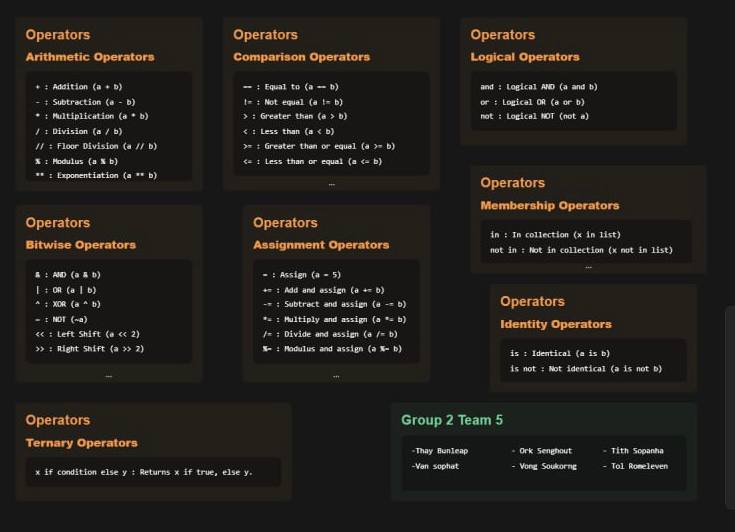 Operators
Arithmetic Operators
+ : Addition (a + b)
- : Subtraction (a - b)
* : Multiplication (a * b)
/ : Division (a / b)
// : Floor Division (a // b)
% : Modulus (a % b)
** : Exponentiation (a ** b)
Operators
Comparison Operators
== : Equal to (a == b)
!= : Not equal (a != b)
> : Greater than (a > b)
< : Less than (a < b)
>= : Greater than or equal (a >= b)
<= : Less than or equal (a <= b)
...
Operators
Logical Operators
and : Logical AND (a and b)
or : Logical OR (a or b)
not : Logical NOT (not a)
Operators
Membership Operators
in : In collection (x in list)
not in : Not in collection (x not in list)
...
Operators
Bitwise Operators
& : AND (a & b)
| : OR (a | b)
^ : XOR (a ^ b)
~ : NOT (~a)
<< : Left Shift (a << 2)
>> : Right Shift (a >> 2)
...
Operators
Assignment Operators
= : Assign (a = 5)
+= : Add and assign (a += b)
-= : Subtract and assign (a -= b)
*= : Multiply and assign (a *= b)
/= : Divide and assign (a /= b)
%= : Modulus and assign (a %= b)
...
Operators
Identity Operators
is : Identical (a is b)
is not : Not identical (a is not b)
Operators
Ternary Operators
x if condition else y : Returns x if true, else y.
Group 2 Team 5
-Thay Bunleap - Ork Senghout - Tith Sopanha
-Van sophat - Vong Soukorng - Tol Romeleven